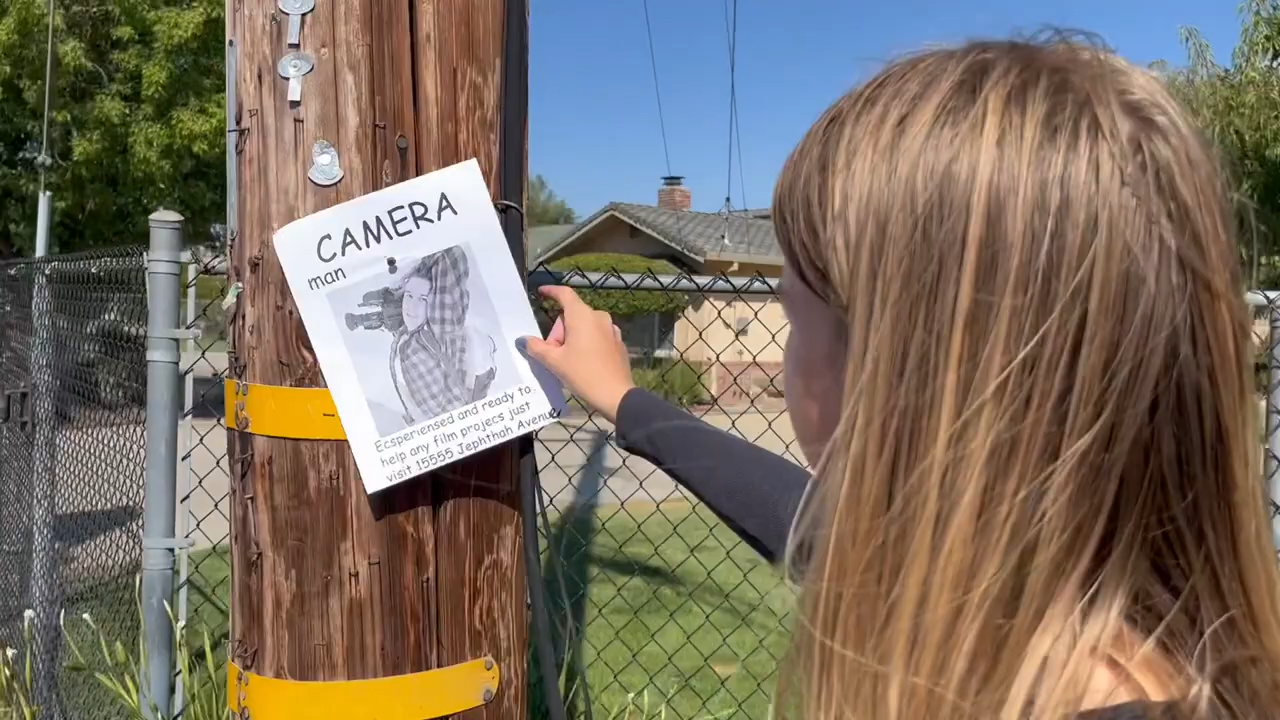 CAMERA
man
Ecsperiensed and ready to
help any film projecs just
visit 15555 Jephthah Avenue